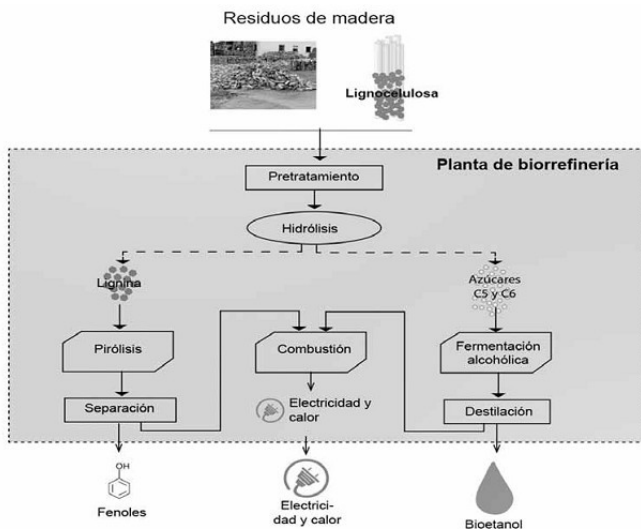 Residuos de madera
Lignocelulosa
Planta de biorrefinería
Pretratamiento
Hidrólisis
Lignina
Azúcares
C5 y C6
Pirólisis
Combustión
Fermentación
alcohólica
Electricidad y
calor
Separación
Destilación
OH
Fenoles
Electrici-
dad y calor
Bioetanol